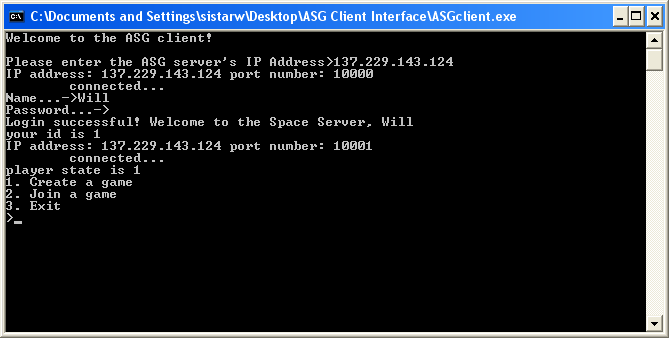 C:\Documents and Settings\sistarw\Desktop\ASG Client Interface\ASGclient.exe
Welcome to the ASG client!
Please enter the ASG server's IP Address>137.229.143.124
IP address: 137.229.143.124 port number: 10000
connected...
Name...->Will
Password...->
Login successful! Welcome to the Space Server, Will
your id is 1
IP address: 137.229.143.124 port number: 10001
connected...
player state is 1
1. Create a game
2. Join a game
3. Exit
>_